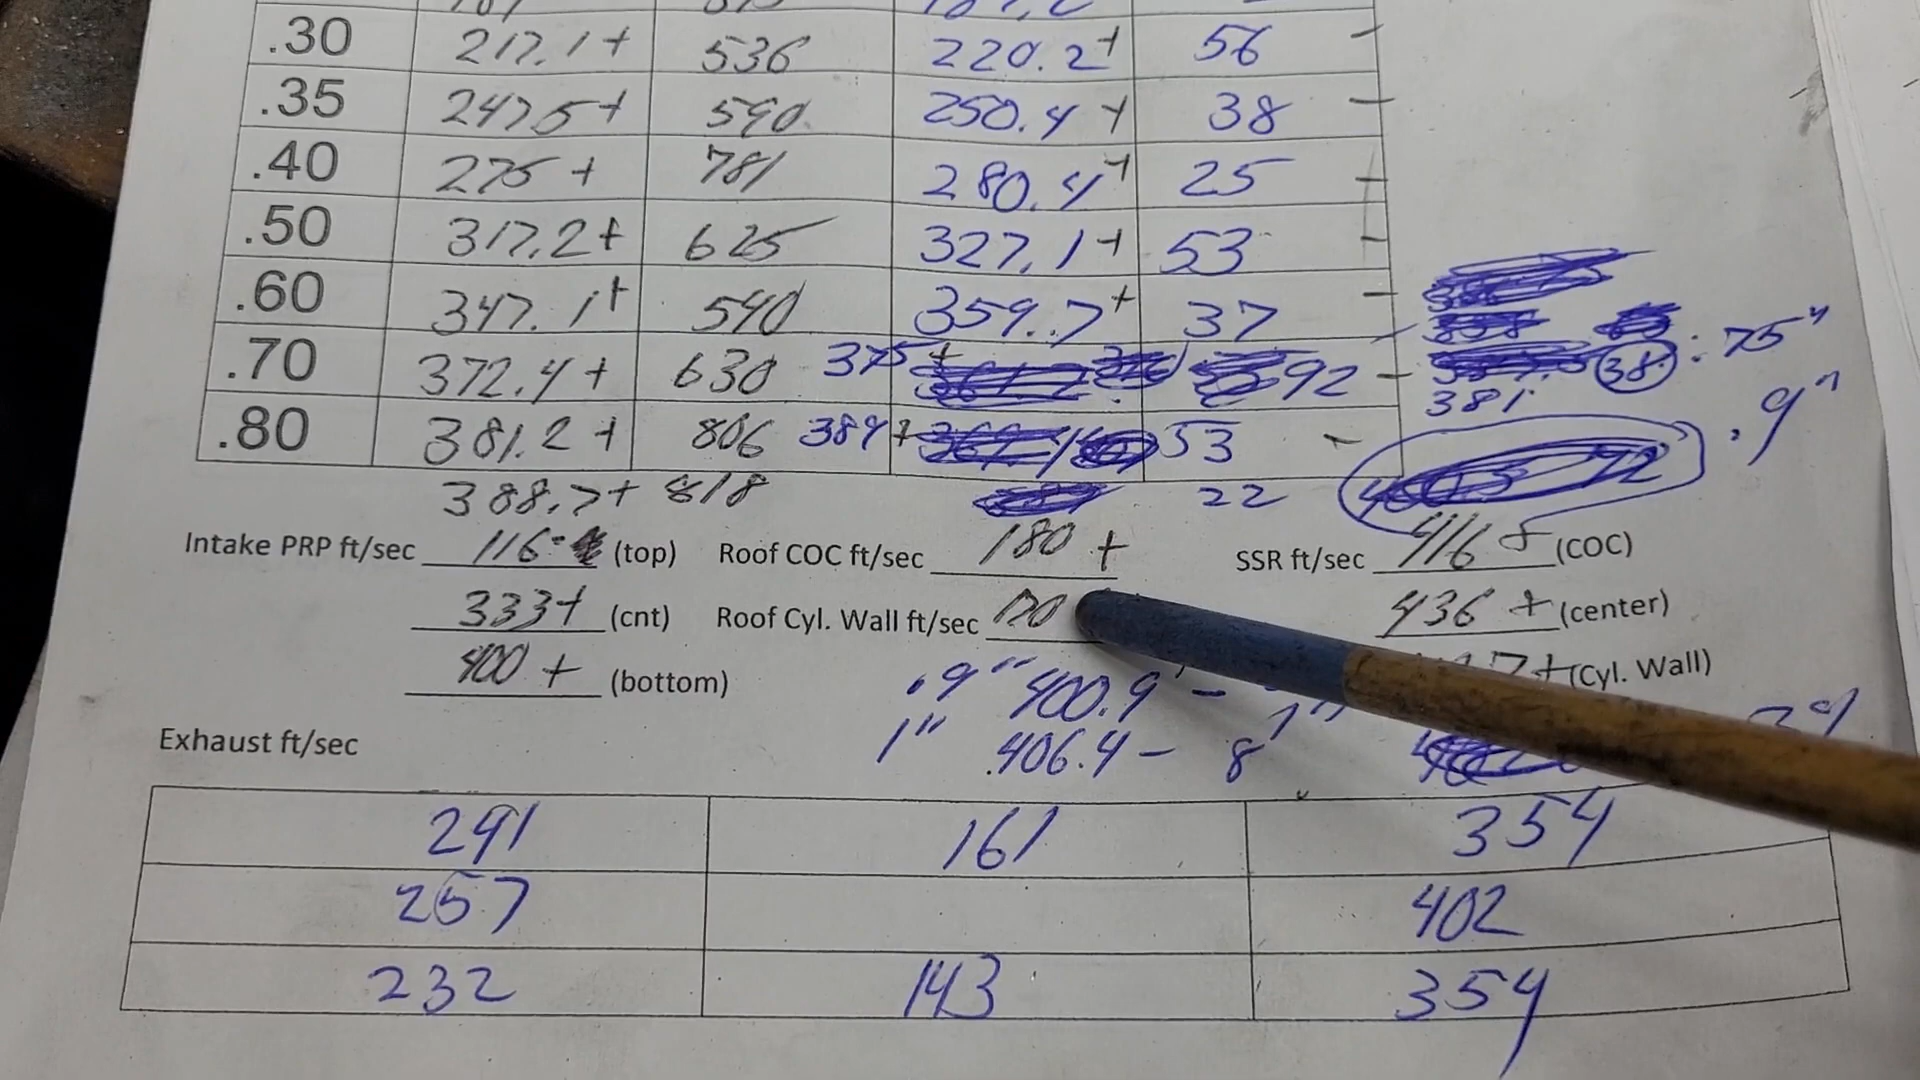 .30 217.1+ 536 220.2+ 56 -
.35 247.5+ 590 250.4+ 38 -
.40 275+ 781 280.4+ 25 -
.50 317.2+ 625 327.1+ 53 -
.60 347.1+ 540 359.7+ 37 -
.70 372.4+ 630 375+ 92 - 38 : 75"
381
.80 381.2+ 806 389+ 53 - .9"
388.7+ 818 22
Intake PRP ft/sec 116- (top) Roof COC ft/sec 180+ SSR ft/sec 416+ (COC)
333+ (cnt) Roof Cyl. Wall ft/sec 436+ (center)
400+ (bottom) (Cyl. Wall)
.9" 400.9 -
1" 406.4 - 8
Exhaust ft/sec
291 161 354
257 402
232 143 354